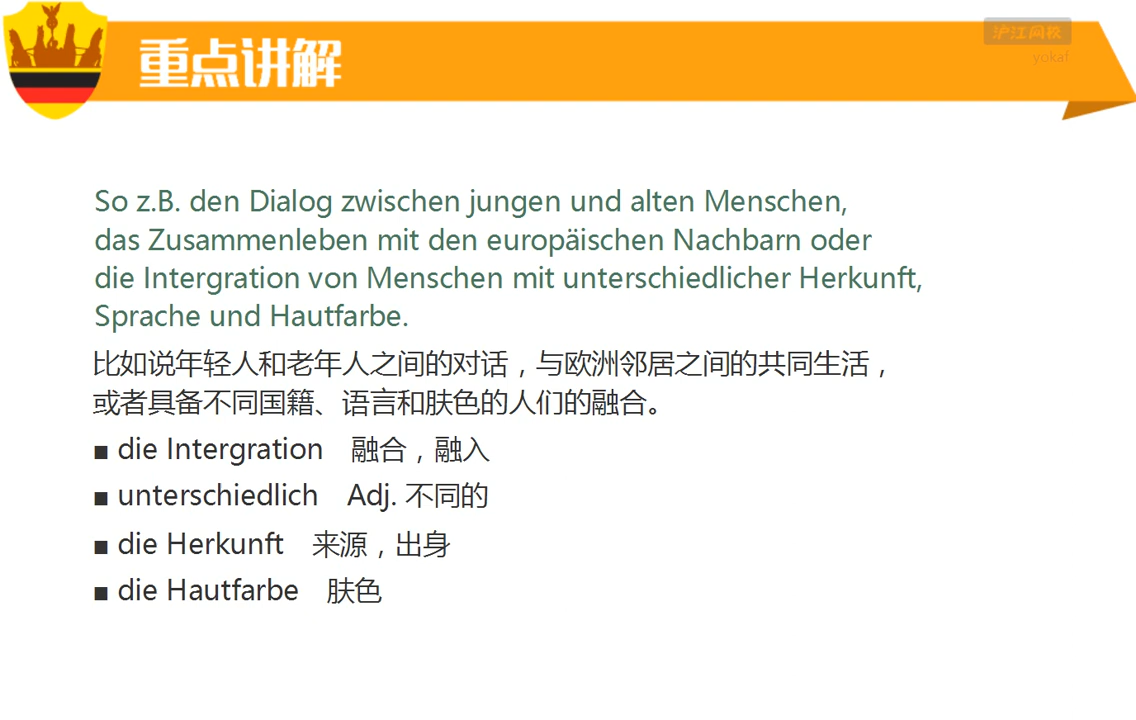 重点讲解
沪江网校
yokaf
So z.B. den Dialog zwischen jungen und alten Menschen,
das Zusammenleben mit den europäischen Nachbarn oder
die Intergration von Menschen mit unterschiedlicher Herkunft,
Sprache und Hautfarbe.
比如说年轻人和老年人之间的对话，与欧洲邻居之间的共同生活，
或者具备不同国籍、语言和肤色的人们的融合。
■ die Intergration 融合，融入
■ unterschiedlich Adj. 不同的
■ die Herkunft 来源，出身
■ die Hautfarbe 肤色